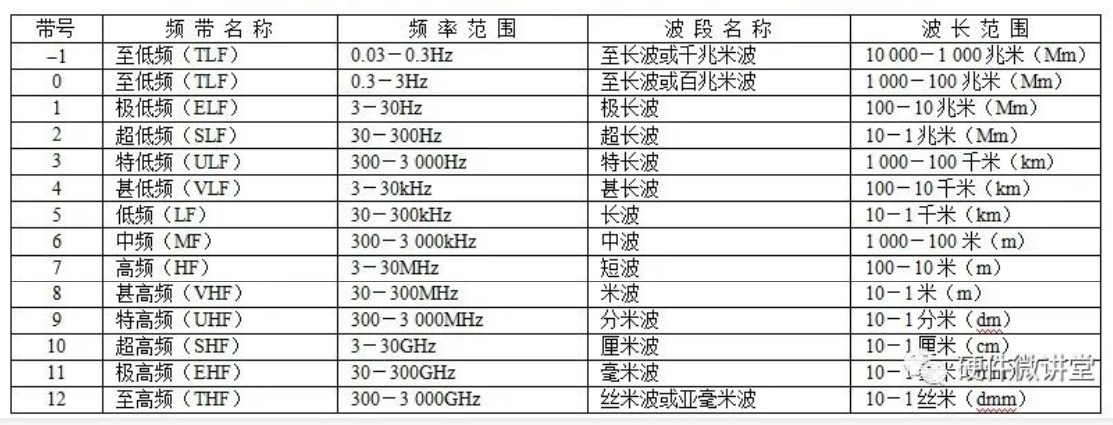 带号 频带名称 频率范围 波段名称 波长范围
–1 至低频（TLF） 0.03－0.3Hz 至长波或千兆米波 10 000－1 000 兆米（Mm）
0 至低频（TLF） 0.3－3Hz 至长波或百兆米波 1 000－100 兆米（Mm）
1 极低频（ELF） 3－30Hz 极长波 100－10 兆米（Mm）
2 超低频（SLF） 30－300Hz 超长波 10－1 兆米（Mm）
3 特低频（ULF） 300－3 000Hz 特长波 1 000－100 千米（km）
4 甚低频（VLF） 3－30kHz 甚长波 100－10 千米（km）
5 低频（LF） 30－300kHz 长波 10－1 千米（km）
6 中频（MF） 300－3 000kHz 中波 1 000－100 米（m）
7 高频（HF） 3－30MHz 短波 100－10 米（m）
8 甚高频（VHF） 30－300MHz 米波 10－1 米（m）
9 特高频（UHF） 300－3 000MHz 分米波 10－1 分米（dm）
10 超高频（SHF） 3－30GHz 厘米波 10－1 厘米（cm）
11 极高频（EHF） 30－300GHz 毫米波 10－1
硬件微讲堂
12 至高频（THF） 300－3 000GHz 丝米波或亚毫米波 10－1 丝米（dmm）